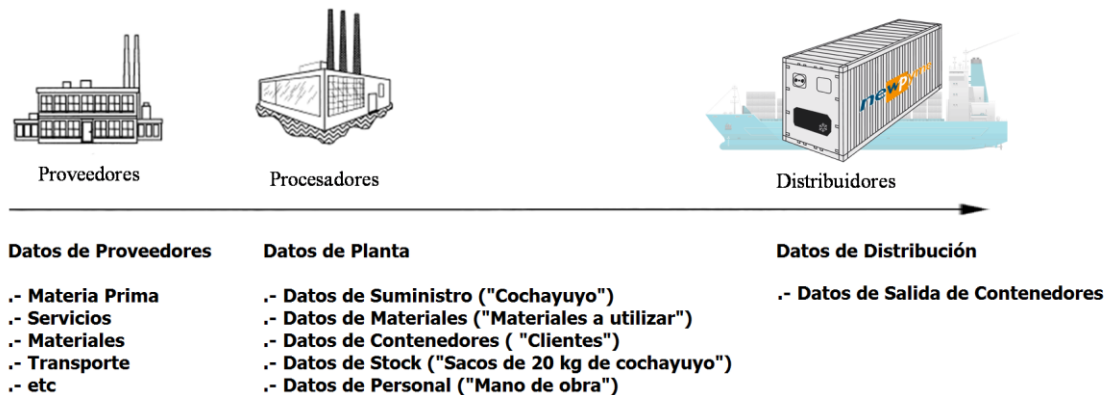 newPyme
Proveedores
Procesadores
Distribuidores
Datos de Proveedores
.- Materia Prima
.- Servicios
.- Materiales
.- Transporte
.- etc
Datos de Planta
.- Datos de Suministro ("Cochayuyo")
.- Datos de Materiales ("Materiales a utilizar")
.- Datos de Contenedores ( "Clientes")
.- Datos de Stock ("Sacos de 20 kg de cochayuyo")
.- Datos de Personal ("Mano de obra")
Datos de Distribución
.- Datos de Salida de Contenedores